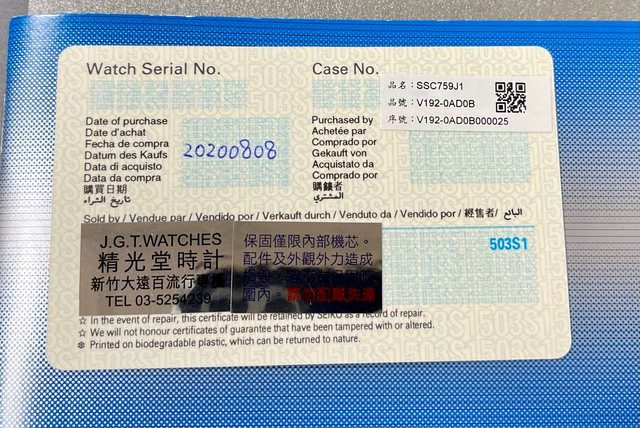 Watch Serial No.
Case No.
品名：SSC759J1
品號：V192-0AD0B
序號：V192-0AD0B000025
Date of purchase
Date d'achat
Fecha de compra
Datum des Kaufs
Data di acquisto
Data da compra
購買日期
تاريخ الشراء
20200808
Purchased by
Achetée par
Comprado por
Gekauft von
Acquistato da
Comprado por
購錶者
المشتري
Sold by / Vendue par / Vendido por / Verkauft durch / Venduto da / Vendido por / 經售者 / البائع
J.G.T.WATCHES
精光堂時計
新竹大遠百流行專
TEL 03-5254239
保固僅限內部機芯。
配件及外觀外力造成
圍內。
503S1
☆ In the event of repair, this certificate will be retained by SEIKO as a record of repair.
☆ We will not honour certificates of guarantee that have been tampered with or altered.
❆ Printed on biodegradable plastic, which can be returned to nature.